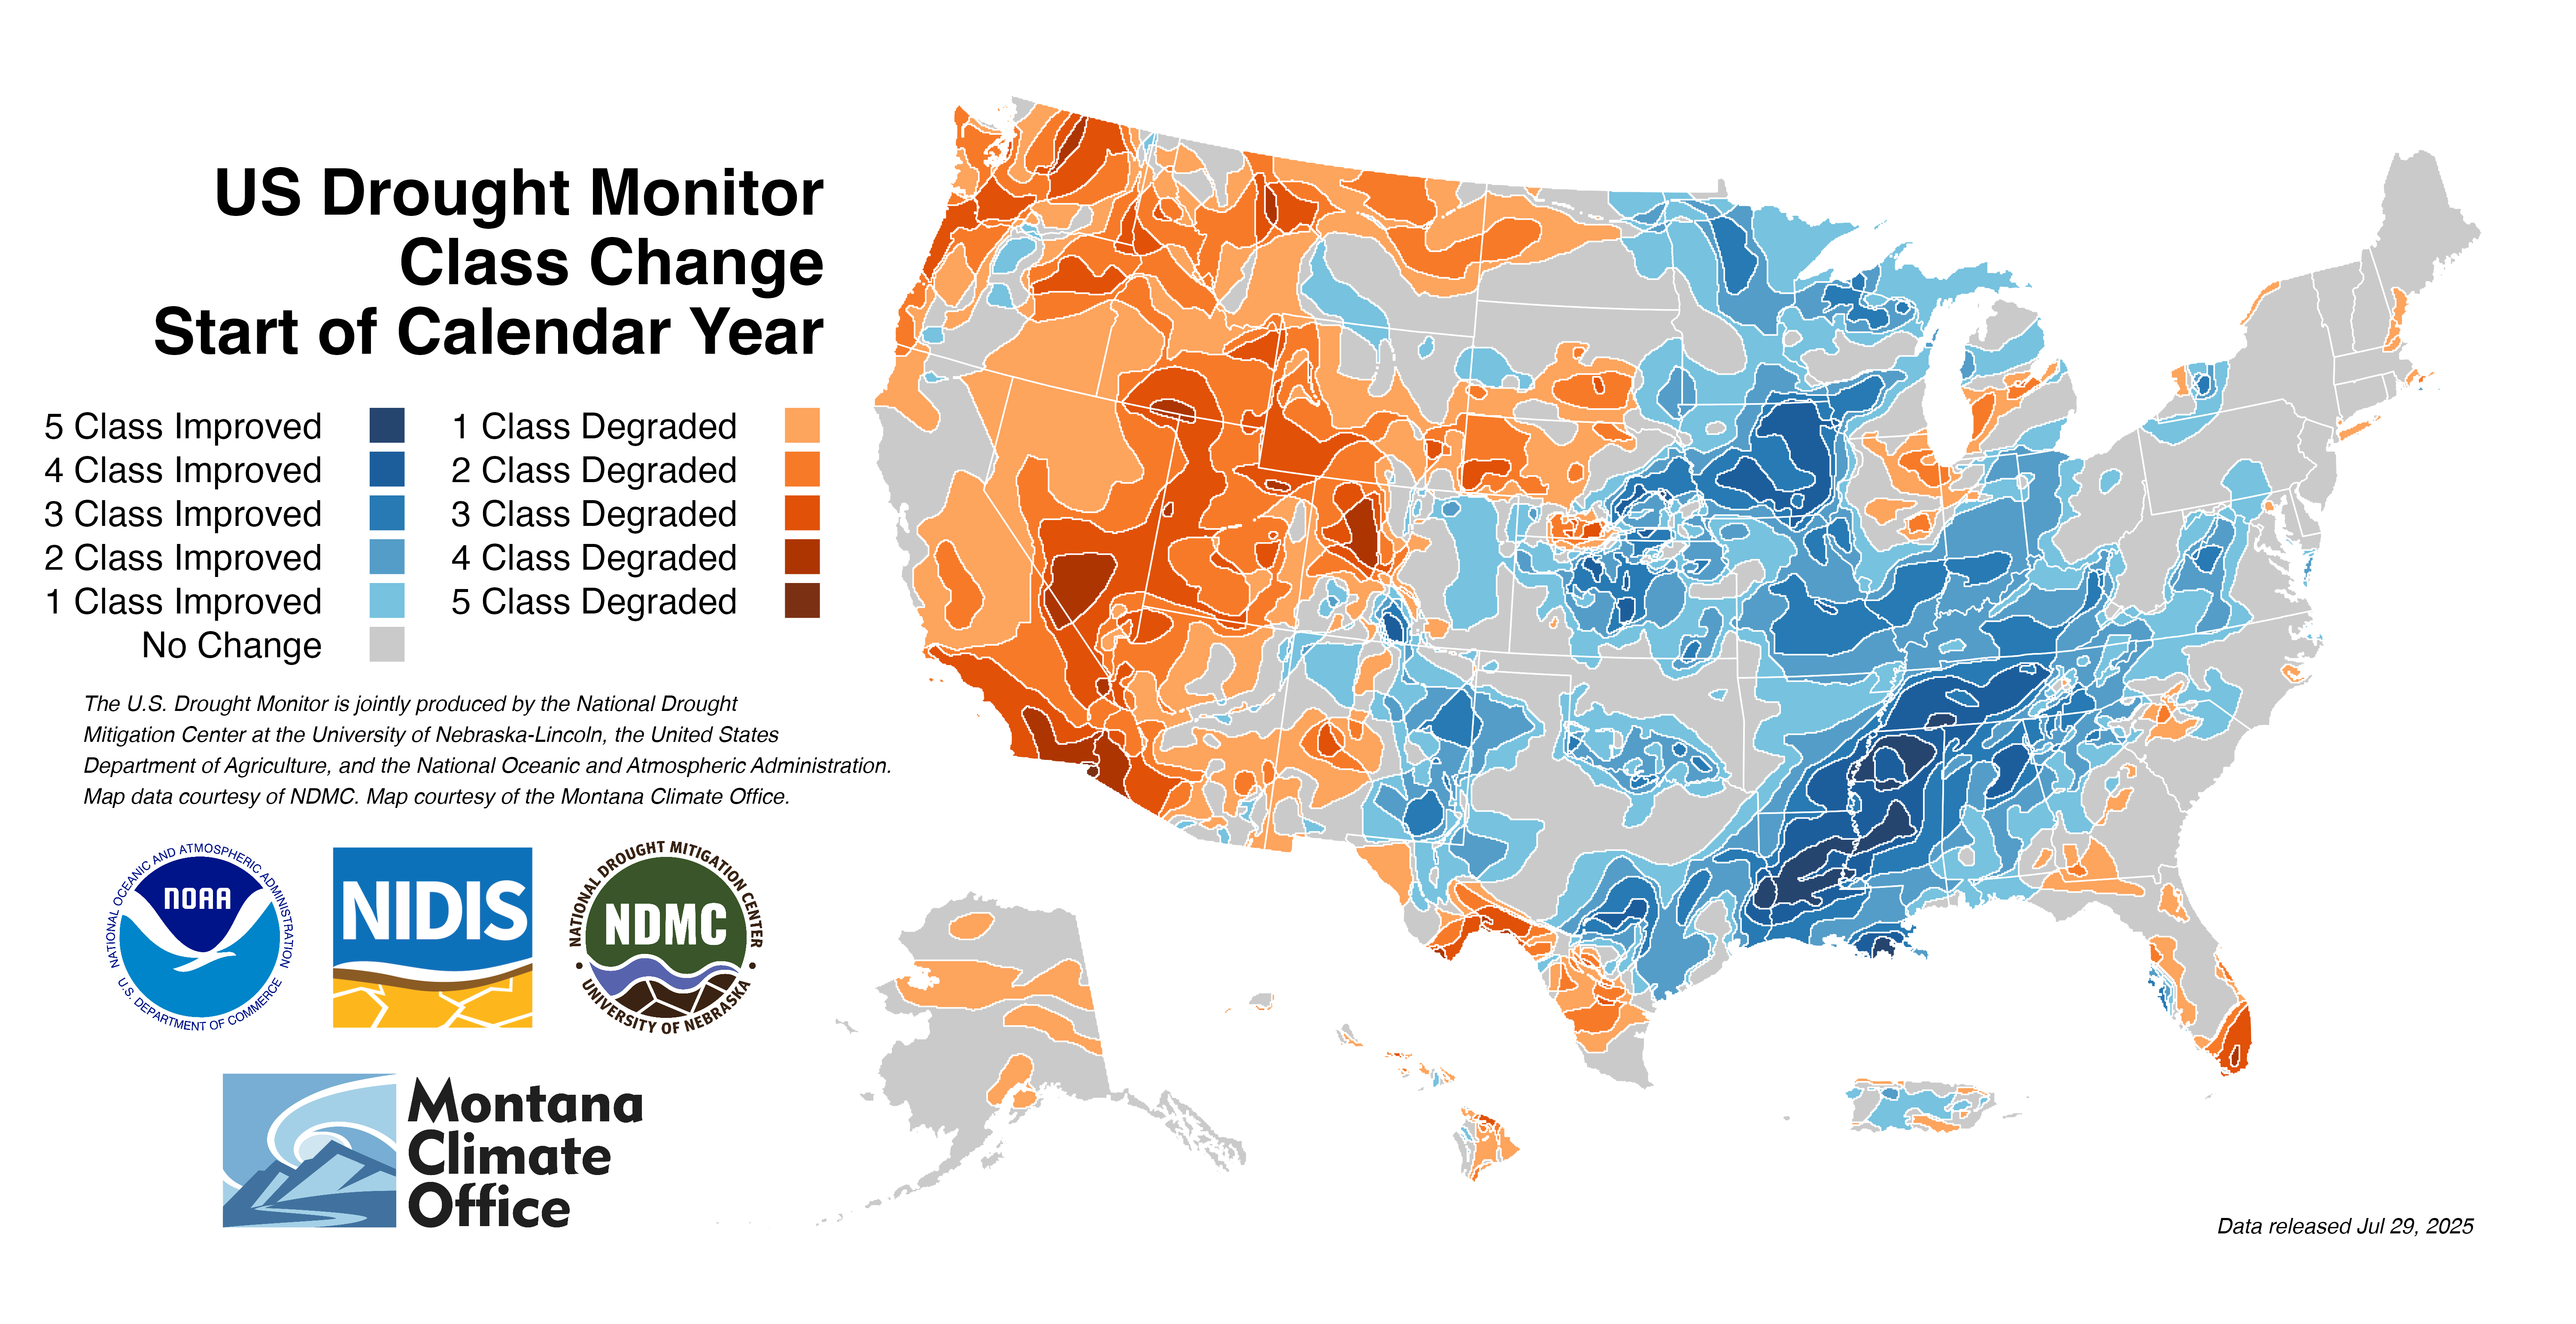 US Drought Monitor
Class Change
Start of Calendar Year
5 Class Improved
4 Class Improved
3 Class Improved
2 Class Improved
1 Class Improved
No Change
1 Class Degraded
2 Class Degraded
3 Class Degraded
4 Class Degraded
5 Class Degraded
The U.S. Drought Monitor is jointly produced by the National Drought
Mitigation Center at the University of Nebraska-Lincoln, the United States
Department of Agriculture, and the National Oceanic and Atmospheric Administration.
Map data courtesy of NDMC. Map courtesy of the Montana Climate Office.
NATIONAL OCEANIC AND ATMOSPHERIC ADMINISTRATION
NOAA
U.S. DEPARTMENT OF COMMERCE
NIDIS
NATIONAL DROUGHT MITIGATION CENTER
NDMC
UNIVERSITY OF NEBRASKA
Montana
Climate
Office
Data released Jul 29, 2025